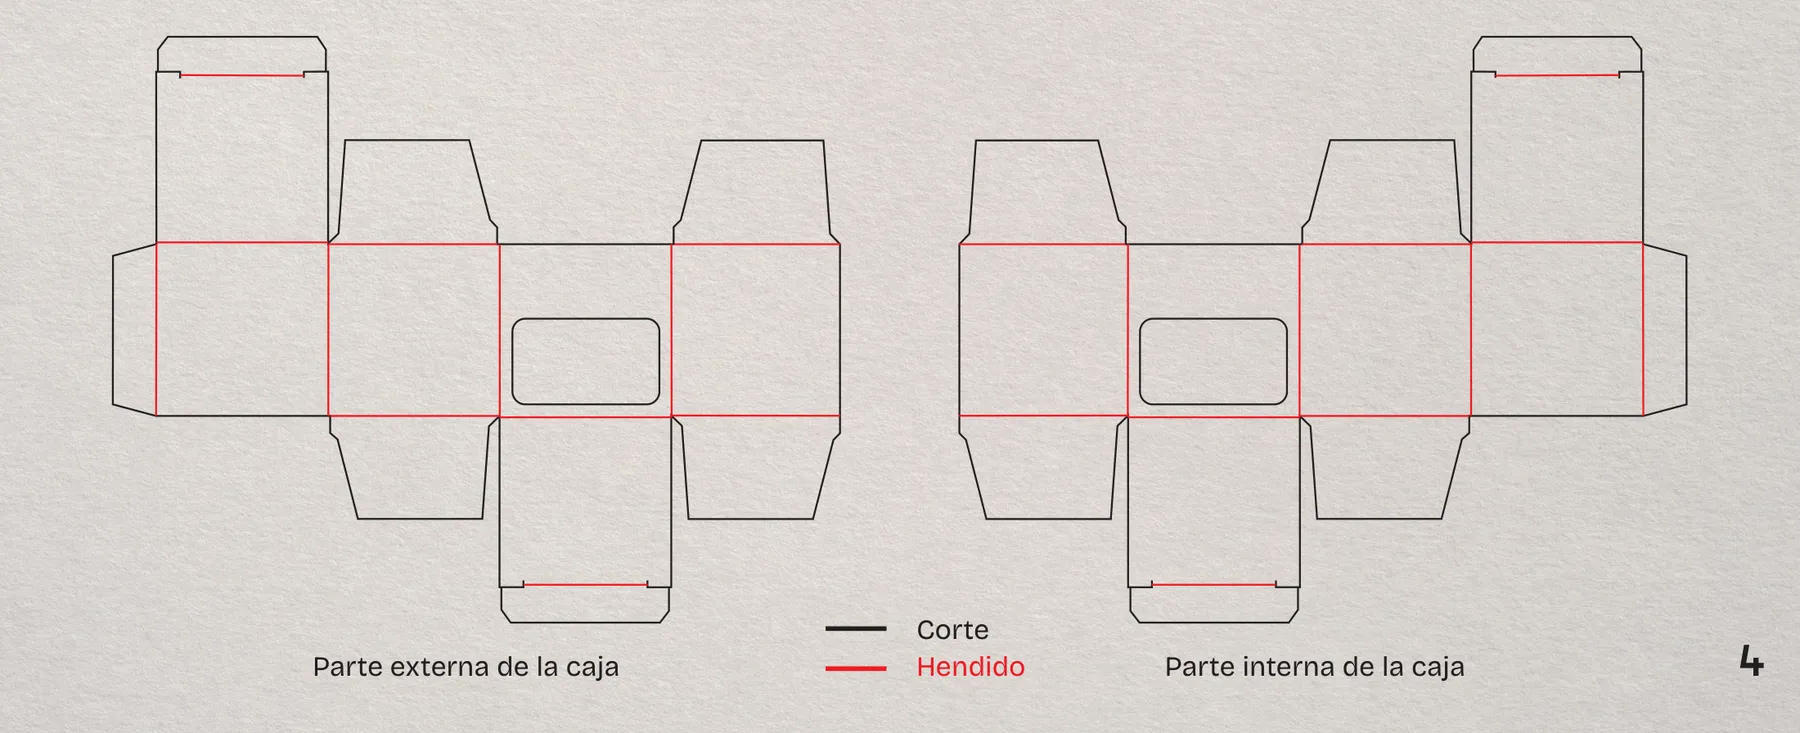 Corte
Hendido
Parte externa de la caja
Parte interna de la caja
4